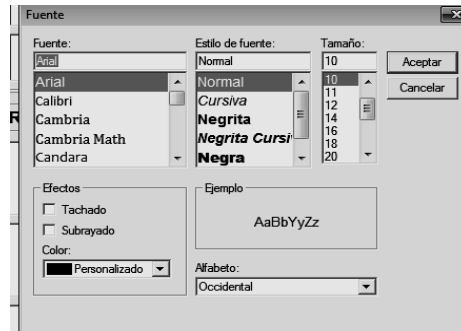 Fuente
Fuente:
Arial
Arial
Calibri
Cambria
Cambria Math
Candara
Estilo de fuente:
Normal
Normal
Cursiva
Negrita
Negrita Cursi
Negra
Tamaño:
10
10
11
12
14
16
18
20
Aceptar
Cancelar
Efectos
Tachado
Subrayado
Color:
Personalizado
Ejemplo
AaBbYyZz
Alfabeto:
Occidental